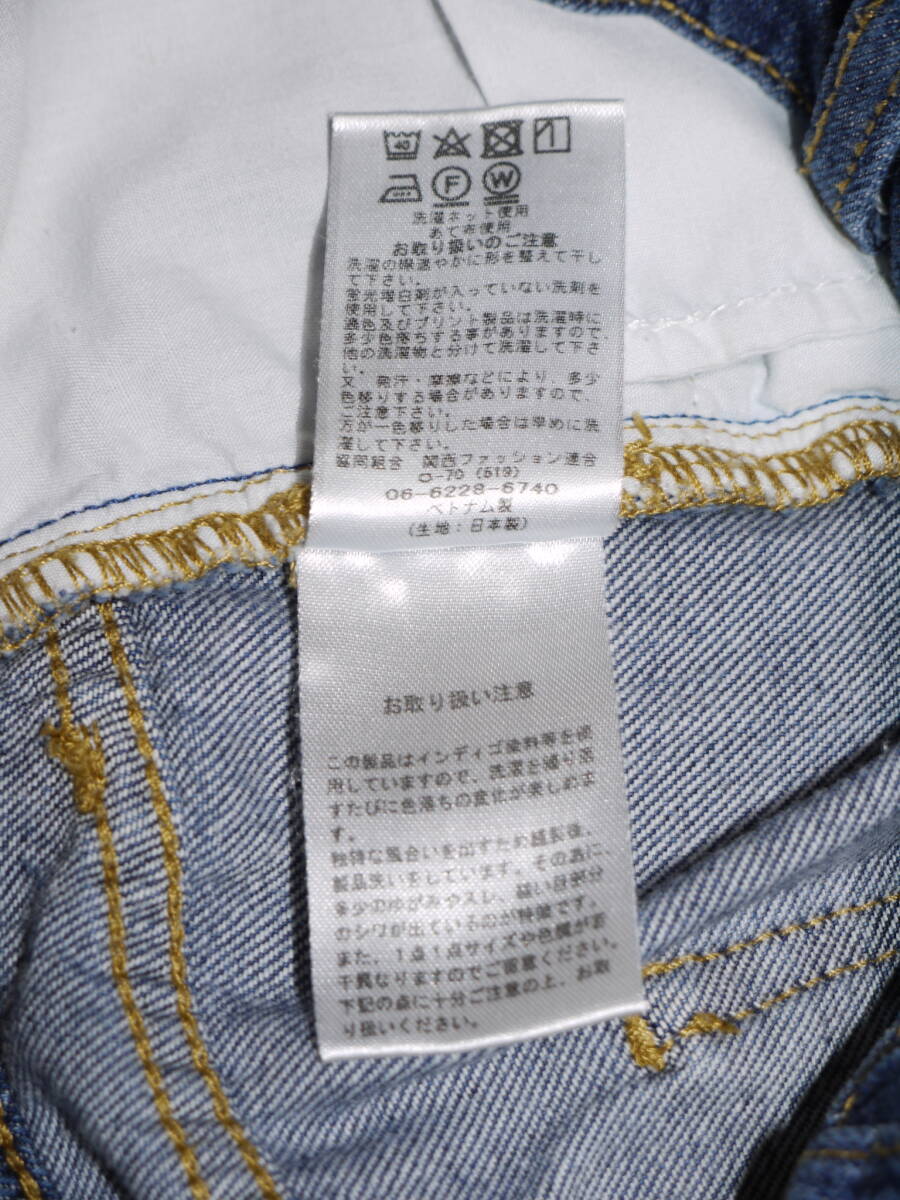 40
F W
洗濯ネット使用
あて布使用
お取り扱いのご注意
洗濯の後速やかに形を整えて干し
て下さい。
蛍光増白剤が入っていない洗剤を
使用して下さい。
濃色及びプリント製品は洗濯時に
多少色落ちする事がありますので、
他の洗濯物と分けて洗濯して下さ
い。
又、発汗・摩擦などにより、多少
色移りする場合がありますので、
ご注意下さい。
万が一色移りした場合は早めに洗
濯して下さい。
協同組合 関西ファッション連合
O-70 (519)
06-6228-6740
ベトナム製
(生地:日本製)
お取り扱い注意
この製品はインディゴ染料等を使
用していますので、洗濯を繰り返
すたびに色落ちの変化が楽しめま
す。
独特な風合いを出すため縫製後、
製品洗いをしています。その為に、
多少のゆがみやスレ、縫い目部分
のシワが出ているのが特徴です。
また、1点1点サイズや色顔が若
干異なりますのでご留意ください。
下記の点に十分ご注意の上、お取
り扱いください。